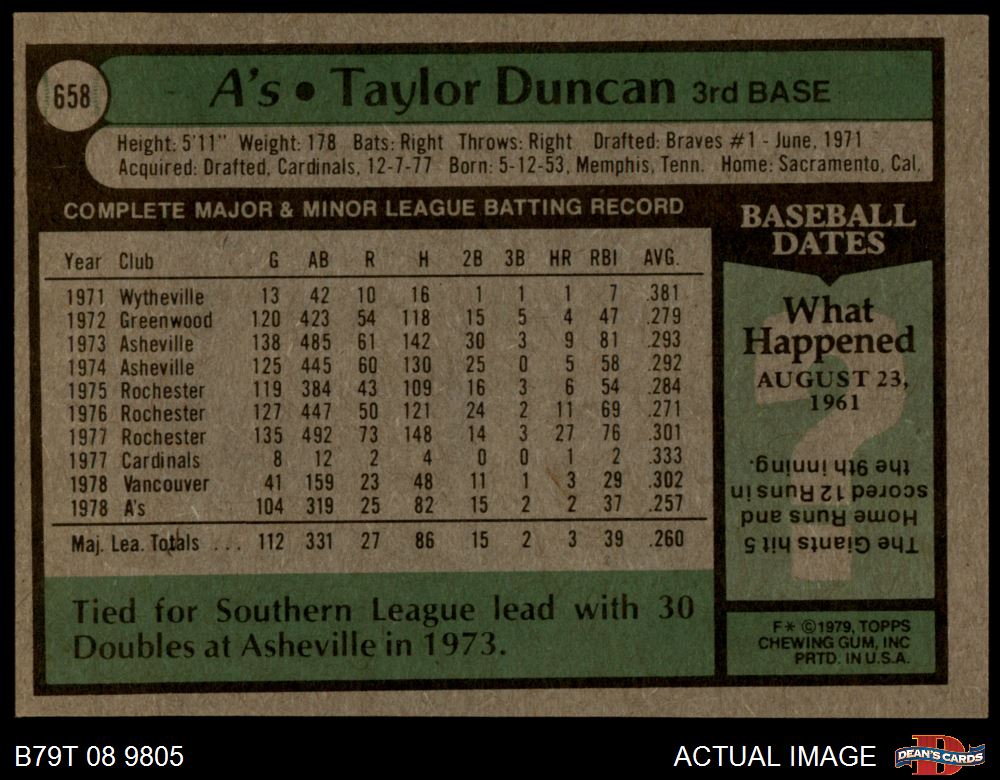 658
A's • Taylor Duncan 3rd BASE
Height: 5'11" Weight: 178 Bats: Right Throws: Right Drafted: Braves #1 - June, 1971
Acquired: Drafted, Cardinals, 12-7-77 Born: 5-12-53, Memphis, Tenn. Home: Sacramento, Cal.
COMPLETE MAJOR & MINOR LEAGUE BATTING RECORD
Year Club G AB R H 2B 3B HR RBI AVG.
1971 Wytheville 13 42 10 16 1 1 1 7 .381
1972 Greenwood 120 423 54 118 15 5 4 47 .279
1973 Asheville 138 485 61 142 30 3 9 81 .293
1974 Asheville 125 445 60 130 25 0 5 58 .292
1975 Rochester 119 384 43 109 16 3 6 54 .284
1976 Rochester 127 447 50 121 24 2 11 69 .271
1977 Rochester 135 492 73 148 14 3 27 76 .301
1977 Cardinals 8 12 2 4 0 0 1 2 .333
1978 Vancouver 41 159 23 48 11 1 3 29 .302
1978 A's 104 319 25 82 15 2 2 37 .257
Maj. Lea. Totals ... 112 331 27 86 15 2 3 39 .260
Tied for Southern League lead with 30
Doubles at Asheville in 1973.
BASEBALL
DATES
What
Happened
AUGUST 23,
1961
The Giants hit 5
Home Runs and
scored 12 Runs in
the 9th inning.
F* ©1979, TOPPS
CHEWING GUM, INC
PRTD. IN U.S.A.
B79T 08 9805
ACTUAL IMAGE
D
DEAN'S CARDS